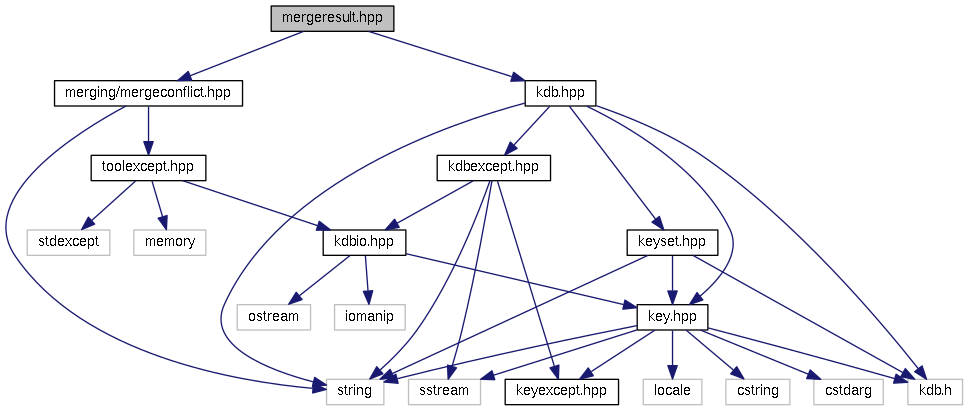 mergeresult.hpp
merging/mergeconflict.hpp
kdb.hpp
toolexcept.hpp
kdbexcept.hpp
stdexcept
memory
kdbio.hpp
keyset.hpp
ostream
iomanip
key.hpp
string
sstream
keyexcept.hpp
locale
cstring
cstdarg
kdb.h